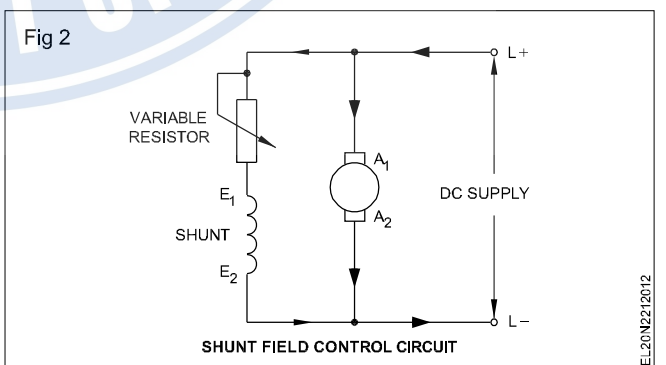 Fig 2
L+
VARIABLE
RESISTOR
A1
E1
DC SUPPLY
SHUNT
A2
E2
L–
SHUNT FIELD CONTROL CIRCUIT
EL20N2212012